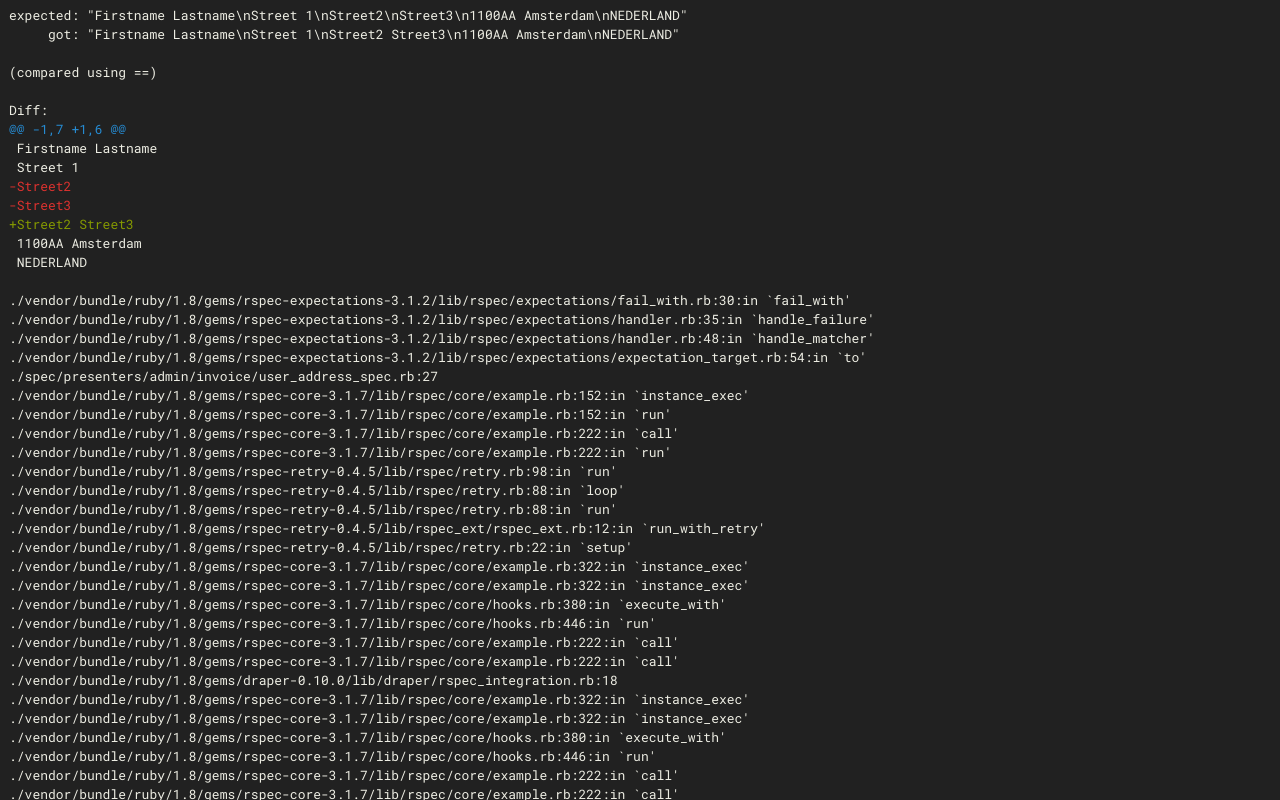 expected: "Firstname Lastname\nStreet 1\nStreet2\nStreet3\n1100AA Amsterdam\nNEDERLAND"
     got: "Firstname Lastname\nStreet 1\nStreet2 Street3\n1100AA Amsterdam\nNEDERLAND"

(compared using ==)

Diff:
@@ -1,7 +1,6 @@
 Firstname Lastname
 Street 1
-Street2
-Street3
+Street2 Street3
 1100AA Amsterdam
 NEDERLAND

./vendor/bundle/ruby/1.8/gems/rspec-expectations-3.1.2/lib/rspec/expectations/fail_with.rb:30:in `fail_with'
./vendor/bundle/ruby/1.8/gems/rspec-expectations-3.1.2/lib/rspec/expectations/handler.rb:35:in `handle_failure'
./vendor/bundle/ruby/1.8/gems/rspec-expectations-3.1.2/lib/rspec/expectations/handler.rb:48:in `handle_matcher'
./vendor/bundle/ruby/1.8/gems/rspec-expectations-3.1.2/lib/rspec/expectations/expectation_target.rb:54:in `to'
./spec/presenters/admin/invoice/user_address_spec.rb:27
./vendor/bundle/ruby/1.8/gems/rspec-core-3.1.7/lib/rspec/core/example.rb:152:in `instance_exec'
./vendor/bundle/ruby/1.8/gems/rspec-core-3.1.7/lib/rspec/core/example.rb:152:in `run'
./vendor/bundle/ruby/1.8/gems/rspec-core-3.1.7/lib/rspec/core/example.rb:222:in `call'
./vendor/bundle/ruby/1.8/gems/rspec-core-3.1.7/lib/rspec/core/example.rb:222:in `run'
./vendor/bundle/ruby/1.8/gems/rspec-retry-0.4.5/lib/rspec/retry.rb:98:in `run'
./vendor/bundle/ruby/1.8/gems/rspec-retry-0.4.5/lib/rspec/retry.rb:88:in `loop'
./vendor/bundle/ruby/1.8/gems/rspec-retry-0.4.5/lib/rspec/retry.rb:88:in `run'
./vendor/bundle/ruby/1.8/gems/rspec-retry-0.4.5/lib/rspec_ext/rspec_ext.rb:12:in `run_with_retry'
./vendor/bundle/ruby/1.8/gems/rspec-retry-0.4.5/lib/rspec/retry.rb:22:in `setup'
./vendor/bundle/ruby/1.8/gems/rspec-core-3.1.7/lib/rspec/core/example.rb:322:in `instance_exec'
./vendor/bundle/ruby/1.8/gems/rspec-core-3.1.7/lib/rspec/core/example.rb:322:in `instance_exec'
./vendor/bundle/ruby/1.8/gems/rspec-core-3.1.7/lib/rspec/core/hooks.rb:380:in `execute_with'
./vendor/bundle/ruby/1.8/gems/rspec-core-3.1.7/lib/rspec/core/hooks.rb:446:in `run'
./vendor/bundle/ruby/1.8/gems/rspec-core-3.1.7/lib/rspec/core/example.rb:222:in `call'
./vendor/bundle/ruby/1.8/gems/rspec-core-3.1.7/lib/rspec/core/example.rb:222:in `call'
./vendor/bundle/ruby/1.8/gems/draper-0.10.0/lib/draper/rspec_integration.rb:18
./vendor/bundle/ruby/1.8/gems/rspec-core-3.1.7/lib/rspec/core/example.rb:322:in `instance_exec'
./vendor/bundle/ruby/1.8/gems/rspec-core-3.1.7/lib/rspec/core/example.rb:322:in `instance_exec'
./vendor/bundle/ruby/1.8/gems/rspec-core-3.1.7/lib/rspec/core/hooks.rb:380:in `execute_with'
./vendor/bundle/ruby/1.8/gems/rspec-core-3.1.7/lib/rspec/core/hooks.rb:446:in `run'
./vendor/bundle/ruby/1.8/gems/rspec-core-3.1.7/lib/rspec/core/example.rb:222:in `call'
./vendor/bundle/ruby/1.8/gems/rspec-core-3.1.7/lib/rspec/core/example.rb:222:in `call'